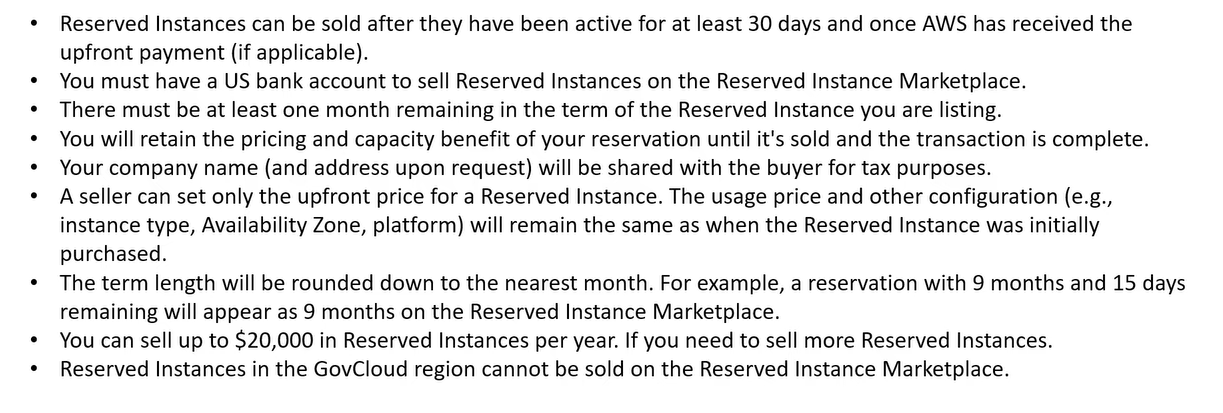 • Reserved Instances can be sold after they have been active for at least 30 days and once AWS has received the
upfront payment (if applicable).
• You must have a US bank account to sell Reserved Instances on the Reserved Instance Marketplace.
• There must be at least one month remaining in the term of the Reserved Instance you are listing.
• You will retain the pricing and capacity benefit of your reservation until it's sold and the transaction is complete.
• Your company name (and address upon request) will be shared with the buyer for tax purposes.
• A seller can set only the upfront price for a Reserved Instance. The usage price and other configuration (e.g.,
instance type, Availability Zone, platform) will remain the same as when the Reserved Instance was initially
purchased.
• The term length will be rounded down to the nearest month. For example, a reservation with 9 months and 15 days
remaining will appear as 9 months on the Reserved Instance Marketplace.
• You can sell up to $20,000 in Reserved Instances per year. If you need to sell more Reserved Instances.
• Reserved Instances in the GovCloud region cannot be sold on the Reserved Instance Marketplace.